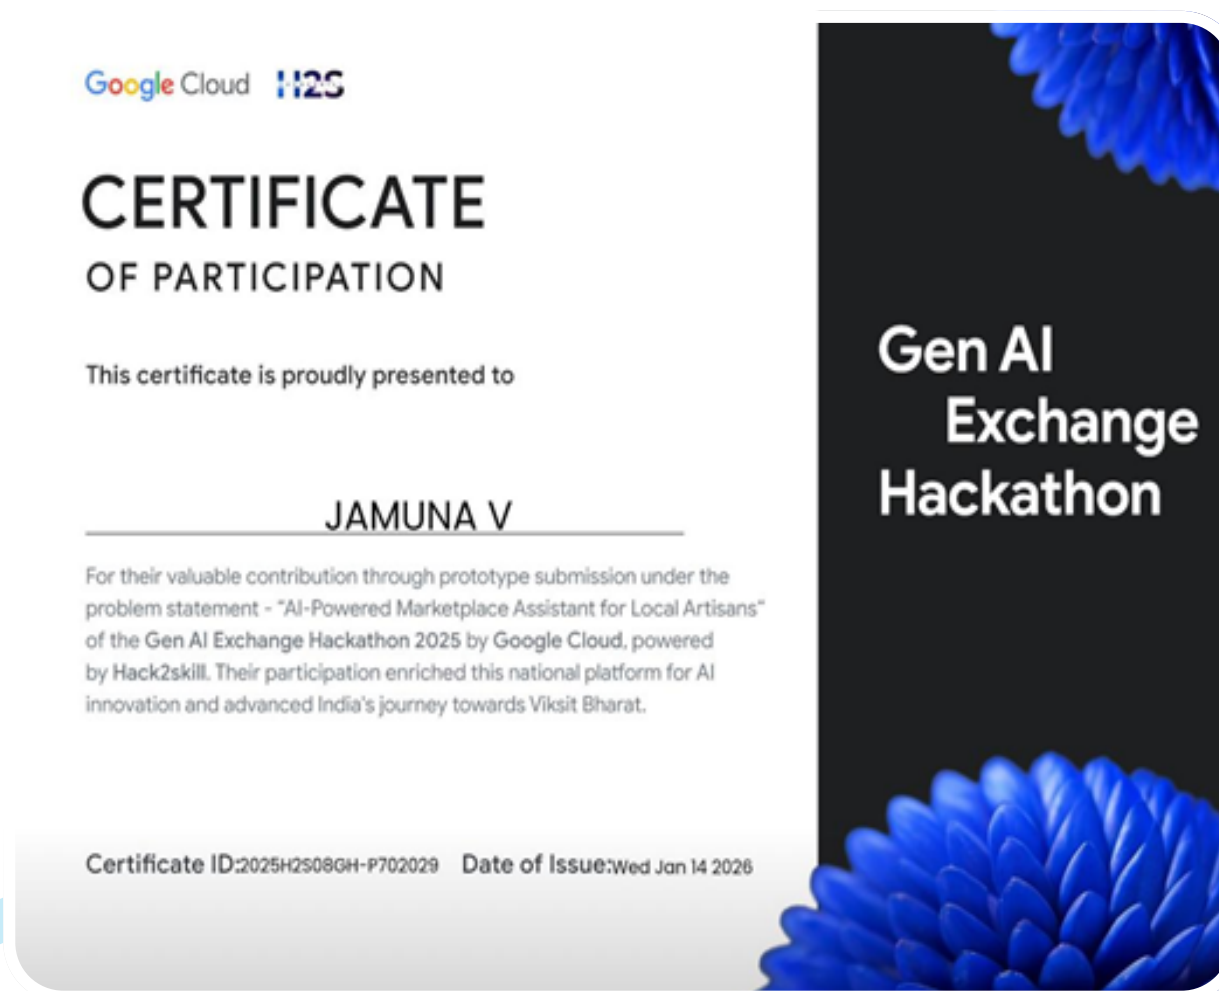 Google Cloud H2S
CERTIFICATE
OF PARTICIPATION
This certificate is proudly presented to
JAMUNA V
For their valuable contribution through prototype submission under the
problem statement - "AI-Powered Marketplace Assistant for Local Artisans"
of the Gen AI Exchange Hackathon 2025 by Google Cloud, powered
by Hack2skill. Their participation enriched this national platform for AI
innovation and advanced India's journey towards Viksit Bharat.
Certificate ID:2025H2S08GH-P702029 Date of Issue:Wed Jan 14 2026
Gen AI
Exchange
Hackathon